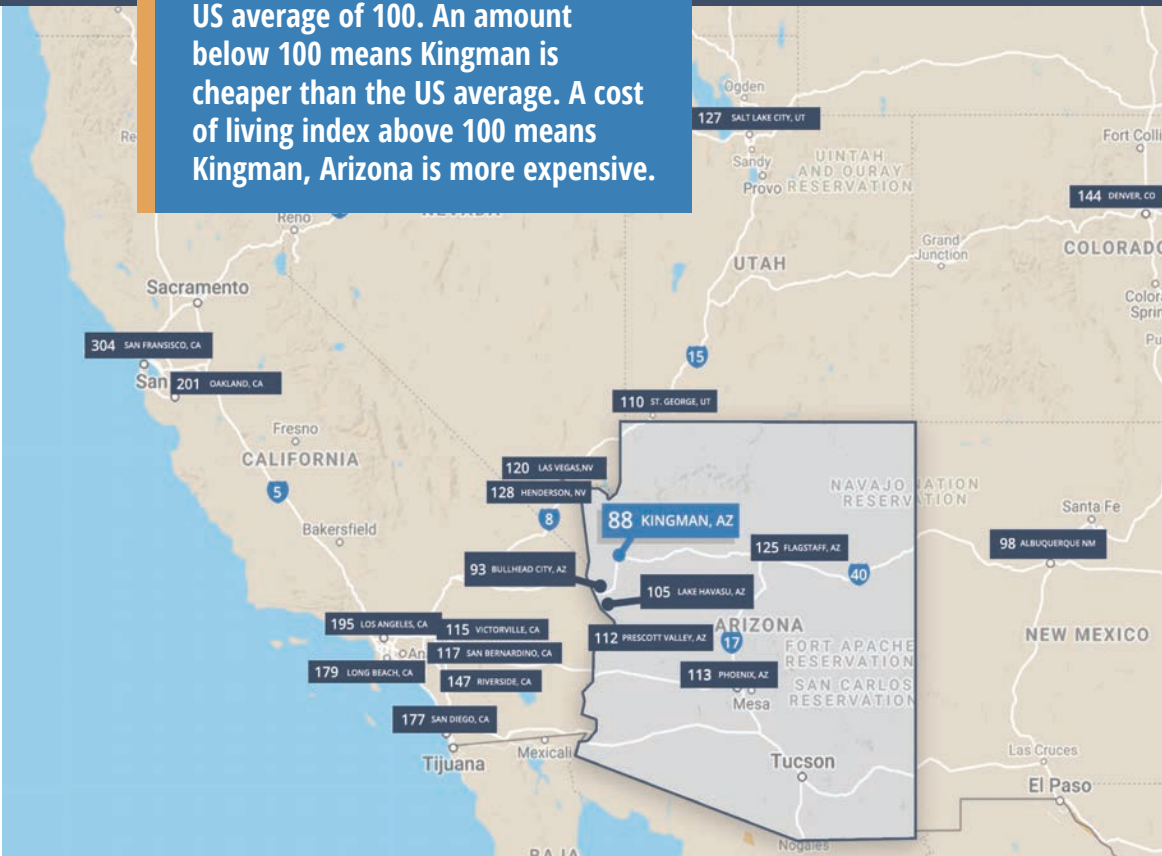 US average of 100. An amount
below 100 means Kingman is
cheaper than the US average. A cost
of living index above 100 means
Kingman, Arizona is more expensive.
Ogden
127 SALT LAKE CITY, UT
Fort Colli
Sandy
UINTAH
AND OURAY
RESERVATION
Provo
144 DENVER, CO
Reno
NEVADA
Grand
Junction
COLORADO
UTAH
Sacramento
Color
Sprin
Pu
304 SAN FRANSISCO, CA
15
San
201 OAKLAND, CA
110 ST. GEORGE, UT
Fresno
CALIFORNIA
120 LAS VEGAS,NV
128 HENDERSON, NV
NAVAJO NATION
RESERVATION
5
8
88 KINGMAN, AZ
Santa Fe
Bakersfield
125 FLAGSTAFF, AZ
98 ALBUQUERQUE NM
93 BULLHEAD CITY, AZ
40
105 LAKE HAVASU, AZ
195 LOS ANGELES, CA
115 VICTORVILLE, CA
112 PRESCOTT VALLEY, AZ
ARIZONA
17
NEW MEXICO
An
117 SAN BERNARDINO, CA
FORT APACHE
RESERVATION
179 LONG BEACH, CA
147 RIVERSIDE, CA
113 PHOENIX, AZ
SAN CARLOS
RESERVATION
Mesa
177 SAN DIEGO, CA
Tijuana
Mexicali
Tucson
Las Cruces
El Paso
Nogales
BAJA